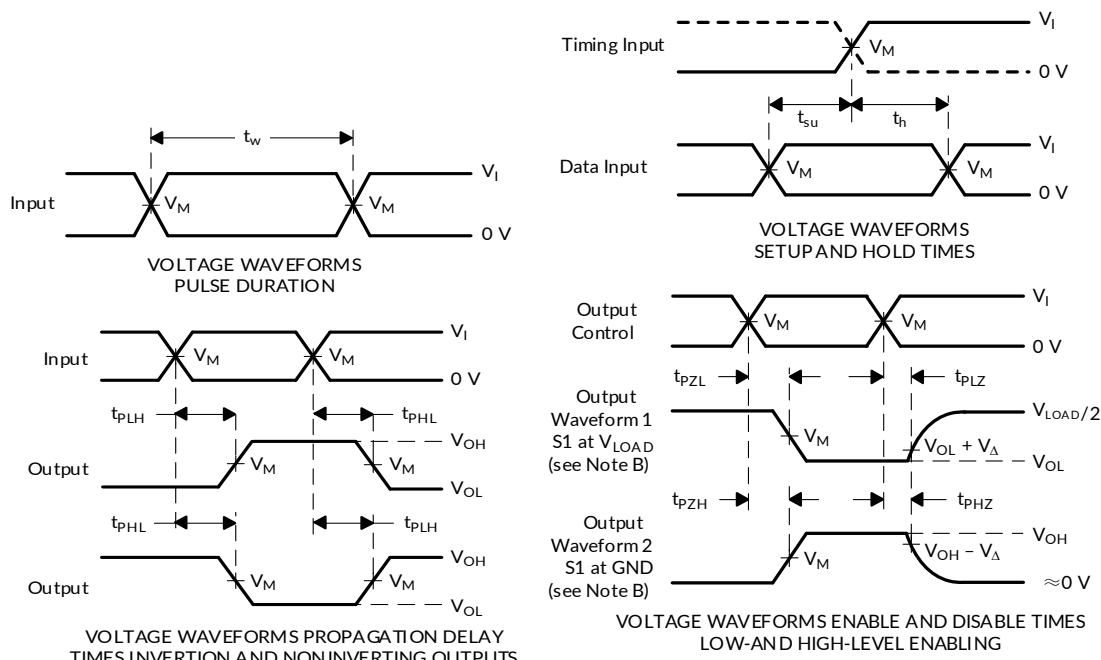 t_w
V_I
Input
V_M
V_M
0 V
VOLTAGE WAVEFORMS
PULSE DURATION
Timing Input
V_I
V_M
0 V
t_su
t_h
Data Input
V_I
V_M
V_M
0 V
VOLTAGE WAVEFORMS
SETUP AND HOLD TIMES
Input
V_I
V_M
V_M
0 V
t_PLH
t_PHL
Output
V_OH
V_M
V_M
V_OL
t_PHL
t_PLH
Output
V_OH
V_M
V_M
V_OL
VOLTAGE WAVEFORMS PROPAGATION DELAY
TIMES INVERTION AND NONINVERTING OUTPUTS
Output
Control
V_I
V_M
V_M
0 V
t_PZL
t_PLZ
Output
Waveform 1
S1 at V_LOAD
(see Note B)
V_LOAD/2
V_M
V_OL + V_Δ
V_OL
t_PZH
t_PHZ
Output
Waveform 2
S1 at GND
(see Note B)
V_OH
V_M
V_OH − V_Δ
≈0 V
VOLTAGE WAVEFORMS ENABLE AND DISABLE TIMES
LOW-AND HIGH-LEVEL ENABLING